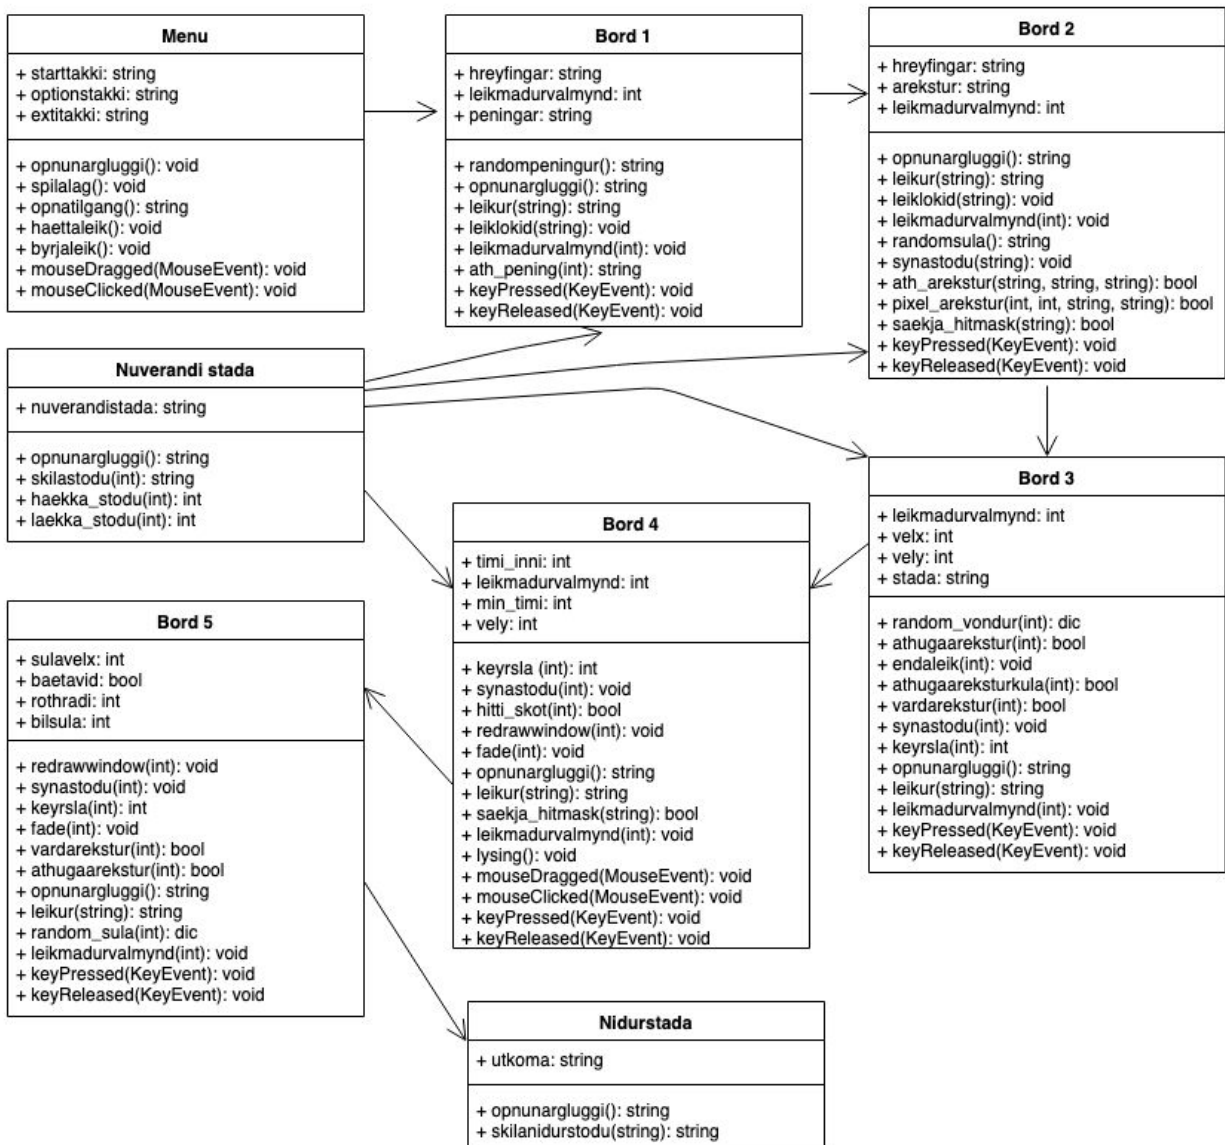 Menu
+ starttakki: string
+ optionstakki: string
+ extitakki: string
+ opnunargluggi(): void
+ spilalag(): void
+ opnatilgang(): string
+ haettaleik(): void
+ byrjaleik(): void
+ mouseDragged(MouseEvent): void
+ mouseClicked(MouseEvent): void
Bord 1
+ hreyfingar: string
+ leikmadurvalmynd: int
+ peningar: string
+ randompeningur(): string
+ opnunargluggi(): string
+ leikur(string): string
+ leiklokid(string): void
+ leikmadurvalmynd(int): void
+ ath_pening(int): string
+ keyPressed(KeyEvent): void
+ keyReleased(KeyEvent): void
Bord 2
+ hreyfingar: string
+ arekstur: string
+ leikmadurvalmynd: int
+ opnunargluggi(): string
+ leikur(string): string
+ leiklokid(string): void
+ leikmadurvalmynd(int): void
+ randomsula(): string
+ synastodu(string): void
+ ath_arekstur(string, string, string): bool
+ pixel_arekstur(int, int, string, string): bool
+ saekja_hitmask(string): bool
+ keyPressed(KeyEvent): void
+ keyReleased(KeyEvent): void
Nuverandi stada
+ nuverandistada: string
+ opnunargluggi(): string
+ skilastodu(int): string
+ haekka_stodu(int): int
+ laekka_stodu(int): int
Bord 3
+ leikmadurvalmynd: int
+ velx: int
+ vely: int
+ stada: string
+ random_vondur(int): dic
+ athugaarekstur(int): bool
+ endaleik(int): void
+ athugaareksturkula(int): bool
+ vardarekstur(int): bool
+ synastodu(int): void
+ keyrsla(int): int
+ opnunargluggi(): string
+ leikur(string): string
+ leikmadurvalmynd(int): void
+ keyPressed(KeyEvent): void
+ keyReleased(KeyEvent): void
Bord 4
+ timi_inni: int
+ leikmadurvalmynd: int
+ min_timi: int
+ vely: int
+ keyrsla (int): int
+ synastodu(int): void
+ hitti_skot(int): bool
+ redrawwindow(int): void
+ fade(int): void
+ opnunargluggi(): string
+ leikur(string): string
+ saekja_hitmask(string): bool
+ leikmadurvalmynd(int): void
+ lysing(): void
+ mouseDragged(MouseEvent): void
+ mouseClicked(MouseEvent): void
+ keyPressed(KeyEvent): void
+ keyReleased(KeyEvent): void
Bord 5
+ sulavelx: int
+ baetavid: bool
+ rothradi: int
+ bilsula: int
+ redrawwindow(int): void
+ synastodu(int): void
+ keyrsla(int): int
+ fade(int): void
+ vardarekstur(int): bool
+ athugaarekstur(int): bool
+ opnunargluggi(): string
+ leikur(string): string
+ random_sula(int): dic
+ leikmadurvalmynd(int): void
+ keyPressed(KeyEvent): void
+ keyReleased(KeyEvent): void
Nidurstada
+ utkoma: string
+ opnunargluggi(): string
+ skilanidurstodu(string): string